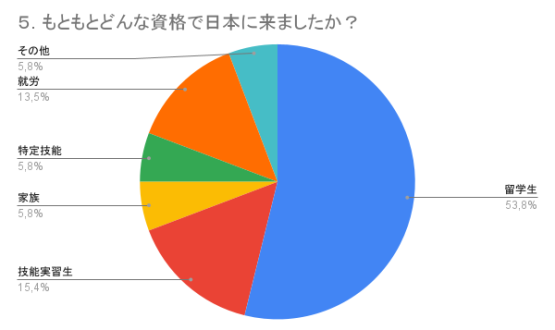 5. もともとどんな資格で日本に来ましたか？
その他
5,8%
就労
13,5%
特定技能
5,8%
家族
5,8%
技能実習生
15,4%
留学生
53,8%